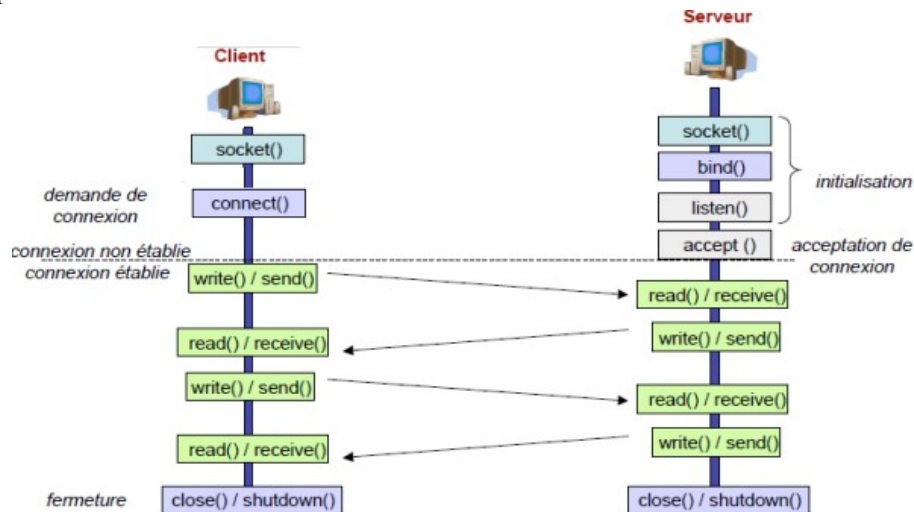 Serveur
Client
socket()
socket()
bind()
initialisation
demande de
connexion
connect()
listen()
connexion non établie
accept ()
acceptation de
connexion
connexion établie
write() / send()
read() / receive()
write() / send()
read() / receive()
write() / send()
read() / receive()
write() / send()
read() / receive()
fermeture
close() / shutdown()
close() / shutdown()